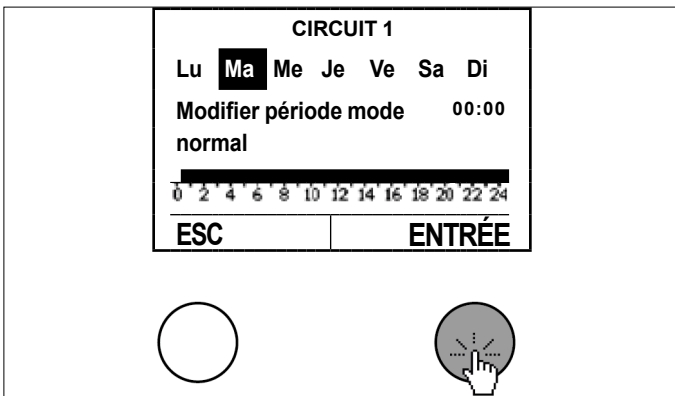 CIRCUIT 1
Lu Ma Me Je Ve Sa Di
Modifier période mode 00:00
normal
0 2 4 6 8 10 12 14 16 18 20 22 24
ESC ENTRÉE